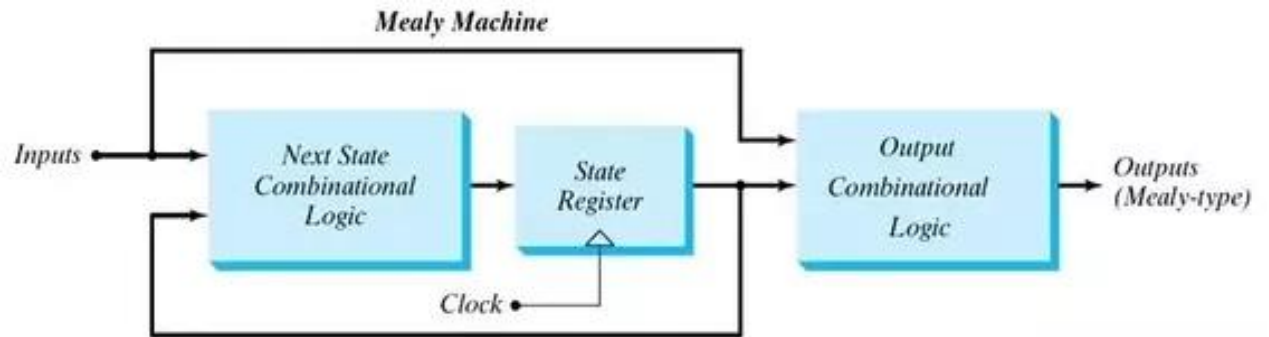 Mealy Machine
Inputs
Next State
Combinational
Logic
State
Register
Clock
Output
Combinational
Logic
Outputs
(Mealy-type)